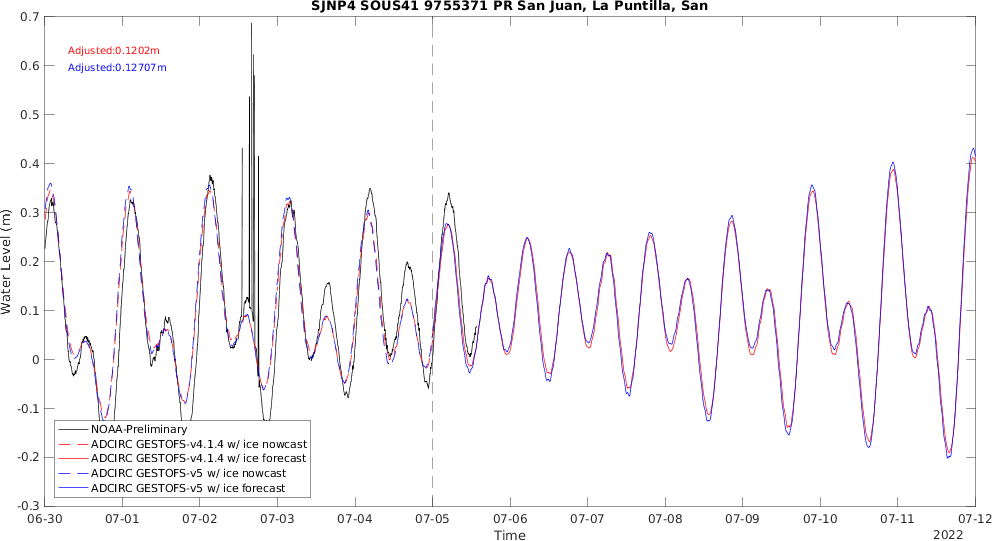 SJNP4 SOUS41 9755371 PR San Juan, La Puntilla, San
Adjusted:0.1202m
Adjusted:0.12707m
Water Level (m)
0.7
0.6
0.5
0.4
0.3
0.2
0.1
0
-0.1
-0.2
-0.3
NOAA-Preliminary
ADCIRC GESTOFS-v4.1.4 w/ ice nowcast
ADCIRC GESTOFS-v4.1.4 w/ ice forecast
ADCIRC GESTOFS-v5 w/ ice nowcast
ADCIRC GESTOFS-v5 w/ ice forecast
06-30 07-01 07-02 07-03 07-04 07-05 07-06 07-07 07-08 07-09 07-10 07-11 07-12
Time
2022